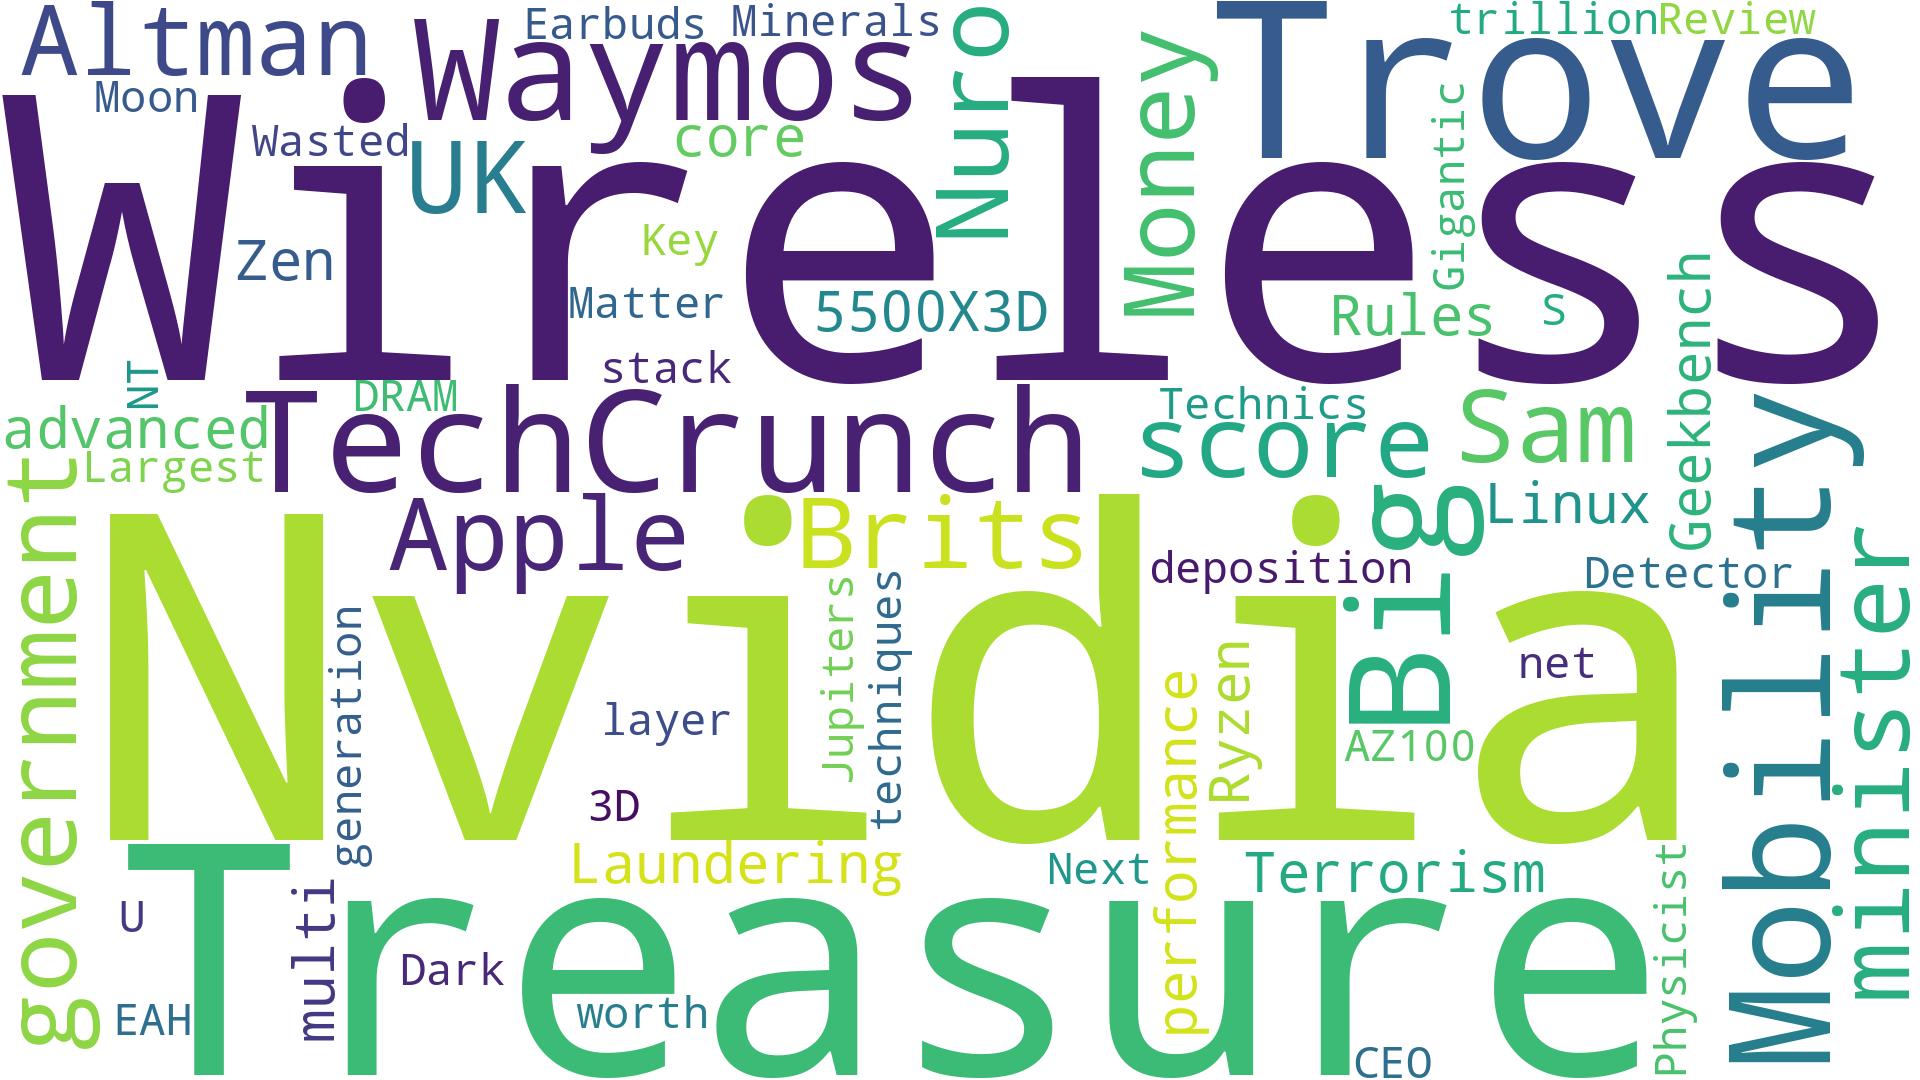 Altman
Waymos
Earbuds
Minerals
Nuro
Money
Trove
trillion
Review
Moon
Wireless
Wasted
UK
core
Gigantic
Zen
Key
Matter
5500X3D
Rules
S
Geekbench
NT
stack
DRAM
advanced
Largest
TechCrunch
Technics
score
Sam
Mobility
government
Apple
Brits
Big
Linux
Nvidia
deposition
Detector
minister
generation
Jupiters
techniques
layer
3D
performance
Ryzen
AZ100
net
Laundering
Next
Terrorism
Treasure
U
multi
Dark
EAH
worth
CEO
Physicist